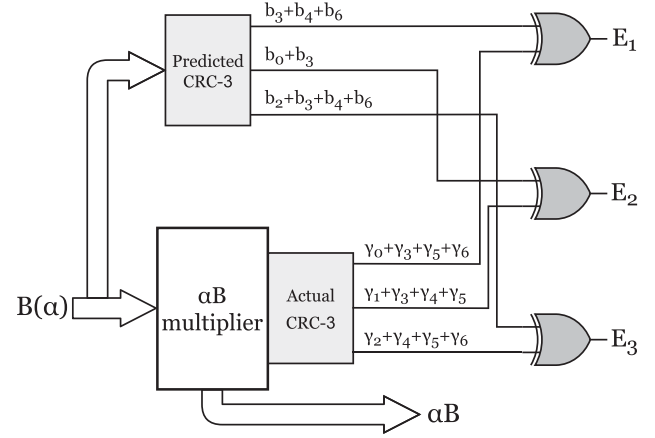 b₃+b₄+b₆
E₁
Predicted
CRC-3
b₀+b₃
b₂+b₃+b₄+b₆
E₂
γ₀+γ₃+γ₅+γ₆
B(α)
αB
multiplier
Actual
CRC-3
γ₁+γ₃+γ₄+γ₅
γ₂+γ₄+γ₅+γ₆
E₃
αB